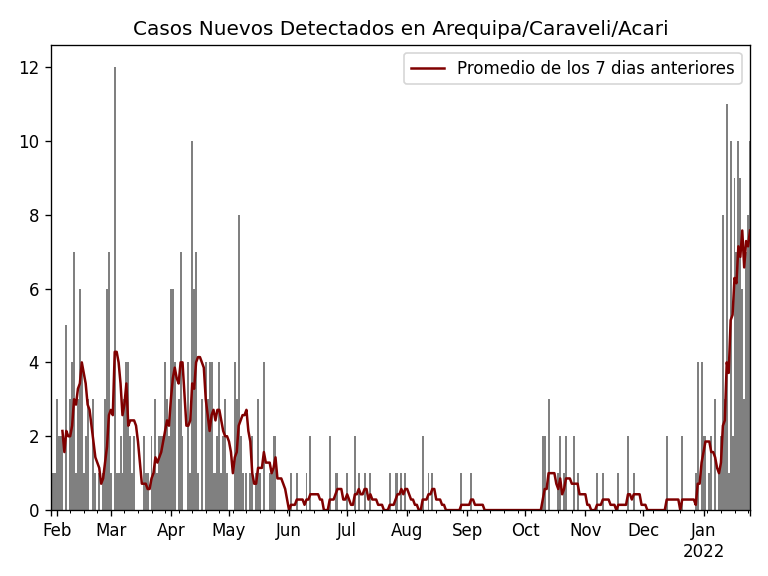 Casos Nuevos Detectados en Arequipa/Caraveli/Acari
Promedio de los 7 dias anteriores
12
10
8
6
4
2
0
Feb Mar Apr May Jun Jul Aug Sep Oct Nov Dec Jan
2022